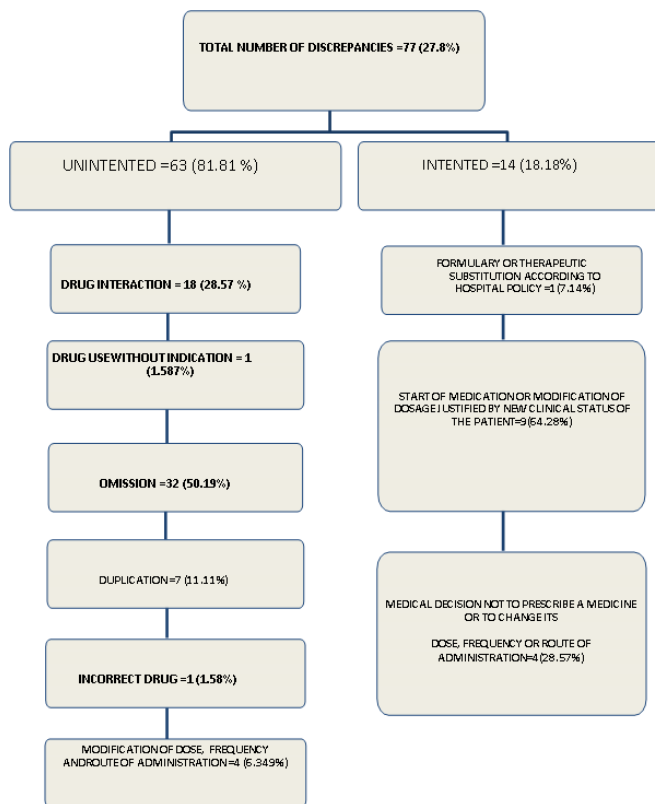 TOTAL NUMBER OF DISCREPANCIES =77 (27.8%)
UNINTENTED =63 (81.81 %)
INTENTED =14 (18.18%)
DRUG INTERACTION = 18 (28.57 %)
DRUG USEWITHOUT INDICATION = 1
(1.587%)
OMISSION =32 (50.19%)
DUPLICATION=7 (11.11%)
INCORRECT DRUG =1 (1.58%)
MODIFICATION OF DOSE, FREQUENCY
ANDROUTE OF ADMINISTRATION=4 (6.349%)
FORMULARY OR THERAPEUTIC
SUBSTITUTION ACCORDING TO
HOSPITAL POLICY =1 (7.14%)
START OF MEDICATION OR MODIFICATION OF
DOSAGE JUSTIFIED BY NEW CLINICAL STATUS OF
THE PATIENT=9(64.28%)
MEDICAL DECISION NOT TO PRESCRIBE A MEDICINE
OR TO CHANGE ITS
DOSE, FREQUENCY OR ROUTE OF
ADMINISTRATION=4(28.57%)